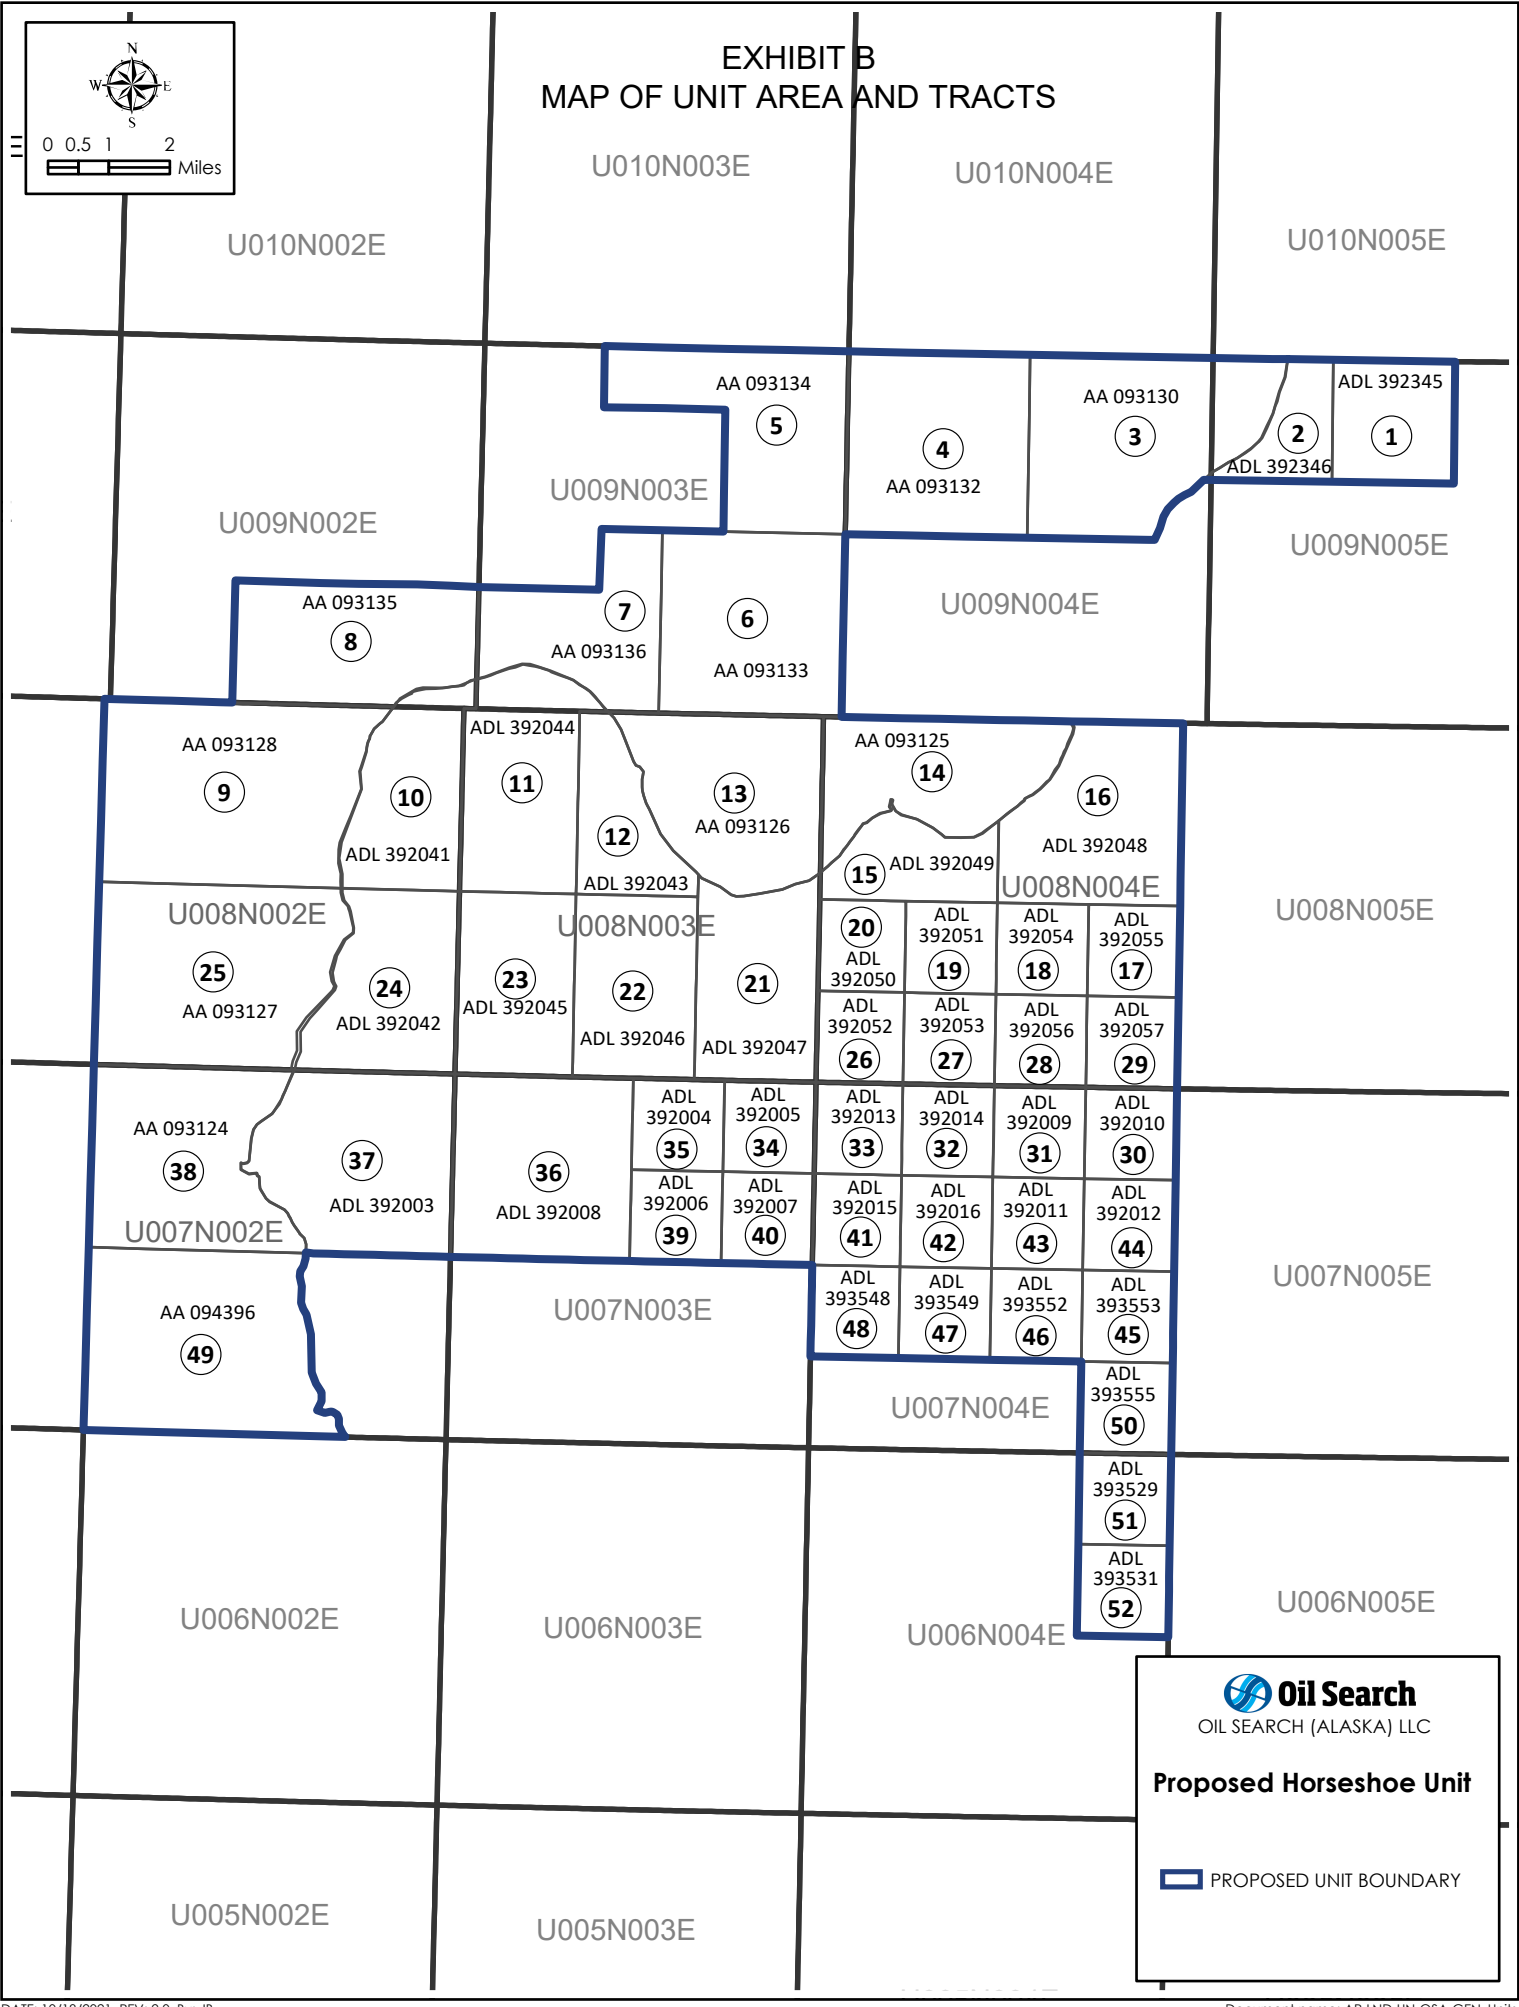 EXHIBIT B
MAP OF UNIT AREA AND TRACTS
N
W E
S
0 0.5 1 2
Miles
U010N002E
U010N003E
U010N004E
U010N005E
AA 093134
5
4
AA 093132
AA 093130
3
2
ADL 392346
ADL 392345
1
U009N002E
U009N003E
U009N004E
U009N005E
AA 093135
8
7
AA 093136
6
AA 093133
AA 093128
9
10
ADL 392041
ADL 392044
11
12
ADL 392043
13
AA 093126
AA 093125
14
15
ADL 392049
16
ADL 392048
U008N002E
U008N003E
U008N004E
U008N005E
25
AA 093127
24
ADL 392042
23
ADL 392045
22
ADL 392046
21
ADL 392047
20
ADL
392050
ADL
392051
19
ADL
392054
18
ADL
392055
17
ADL
392052
26
ADL
392053
27
ADL
392056
28
ADL
392057
29
AA 093124
38
37
ADL 392003
36
ADL 392008
ADL
392004
35
ADL
392005
34
ADL
392013
33
ADL
392014
32
ADL
392009
31
ADL
392010
30
ADL
392006
39
ADL
392007
40
ADL
392015
41
ADL
392016
42
ADL
392011
43
ADL
392012
44
U007N002E
U007N003E
U007N004E
U007N005E
AA 094396
49
ADL
393548
48
ADL
393549
47
ADL
393552
46
ADL
393553
45
ADL
393555
50
ADL
393529
51
ADL
393531
52
U006N002E
U006N003E
U006N004E
U006N005E
U005N002E
U005N003E
Oil Search
OIL SEARCH (ALASKA) LLC
Proposed Horseshoe Unit
PROPOSED UNIT BOUNDARY